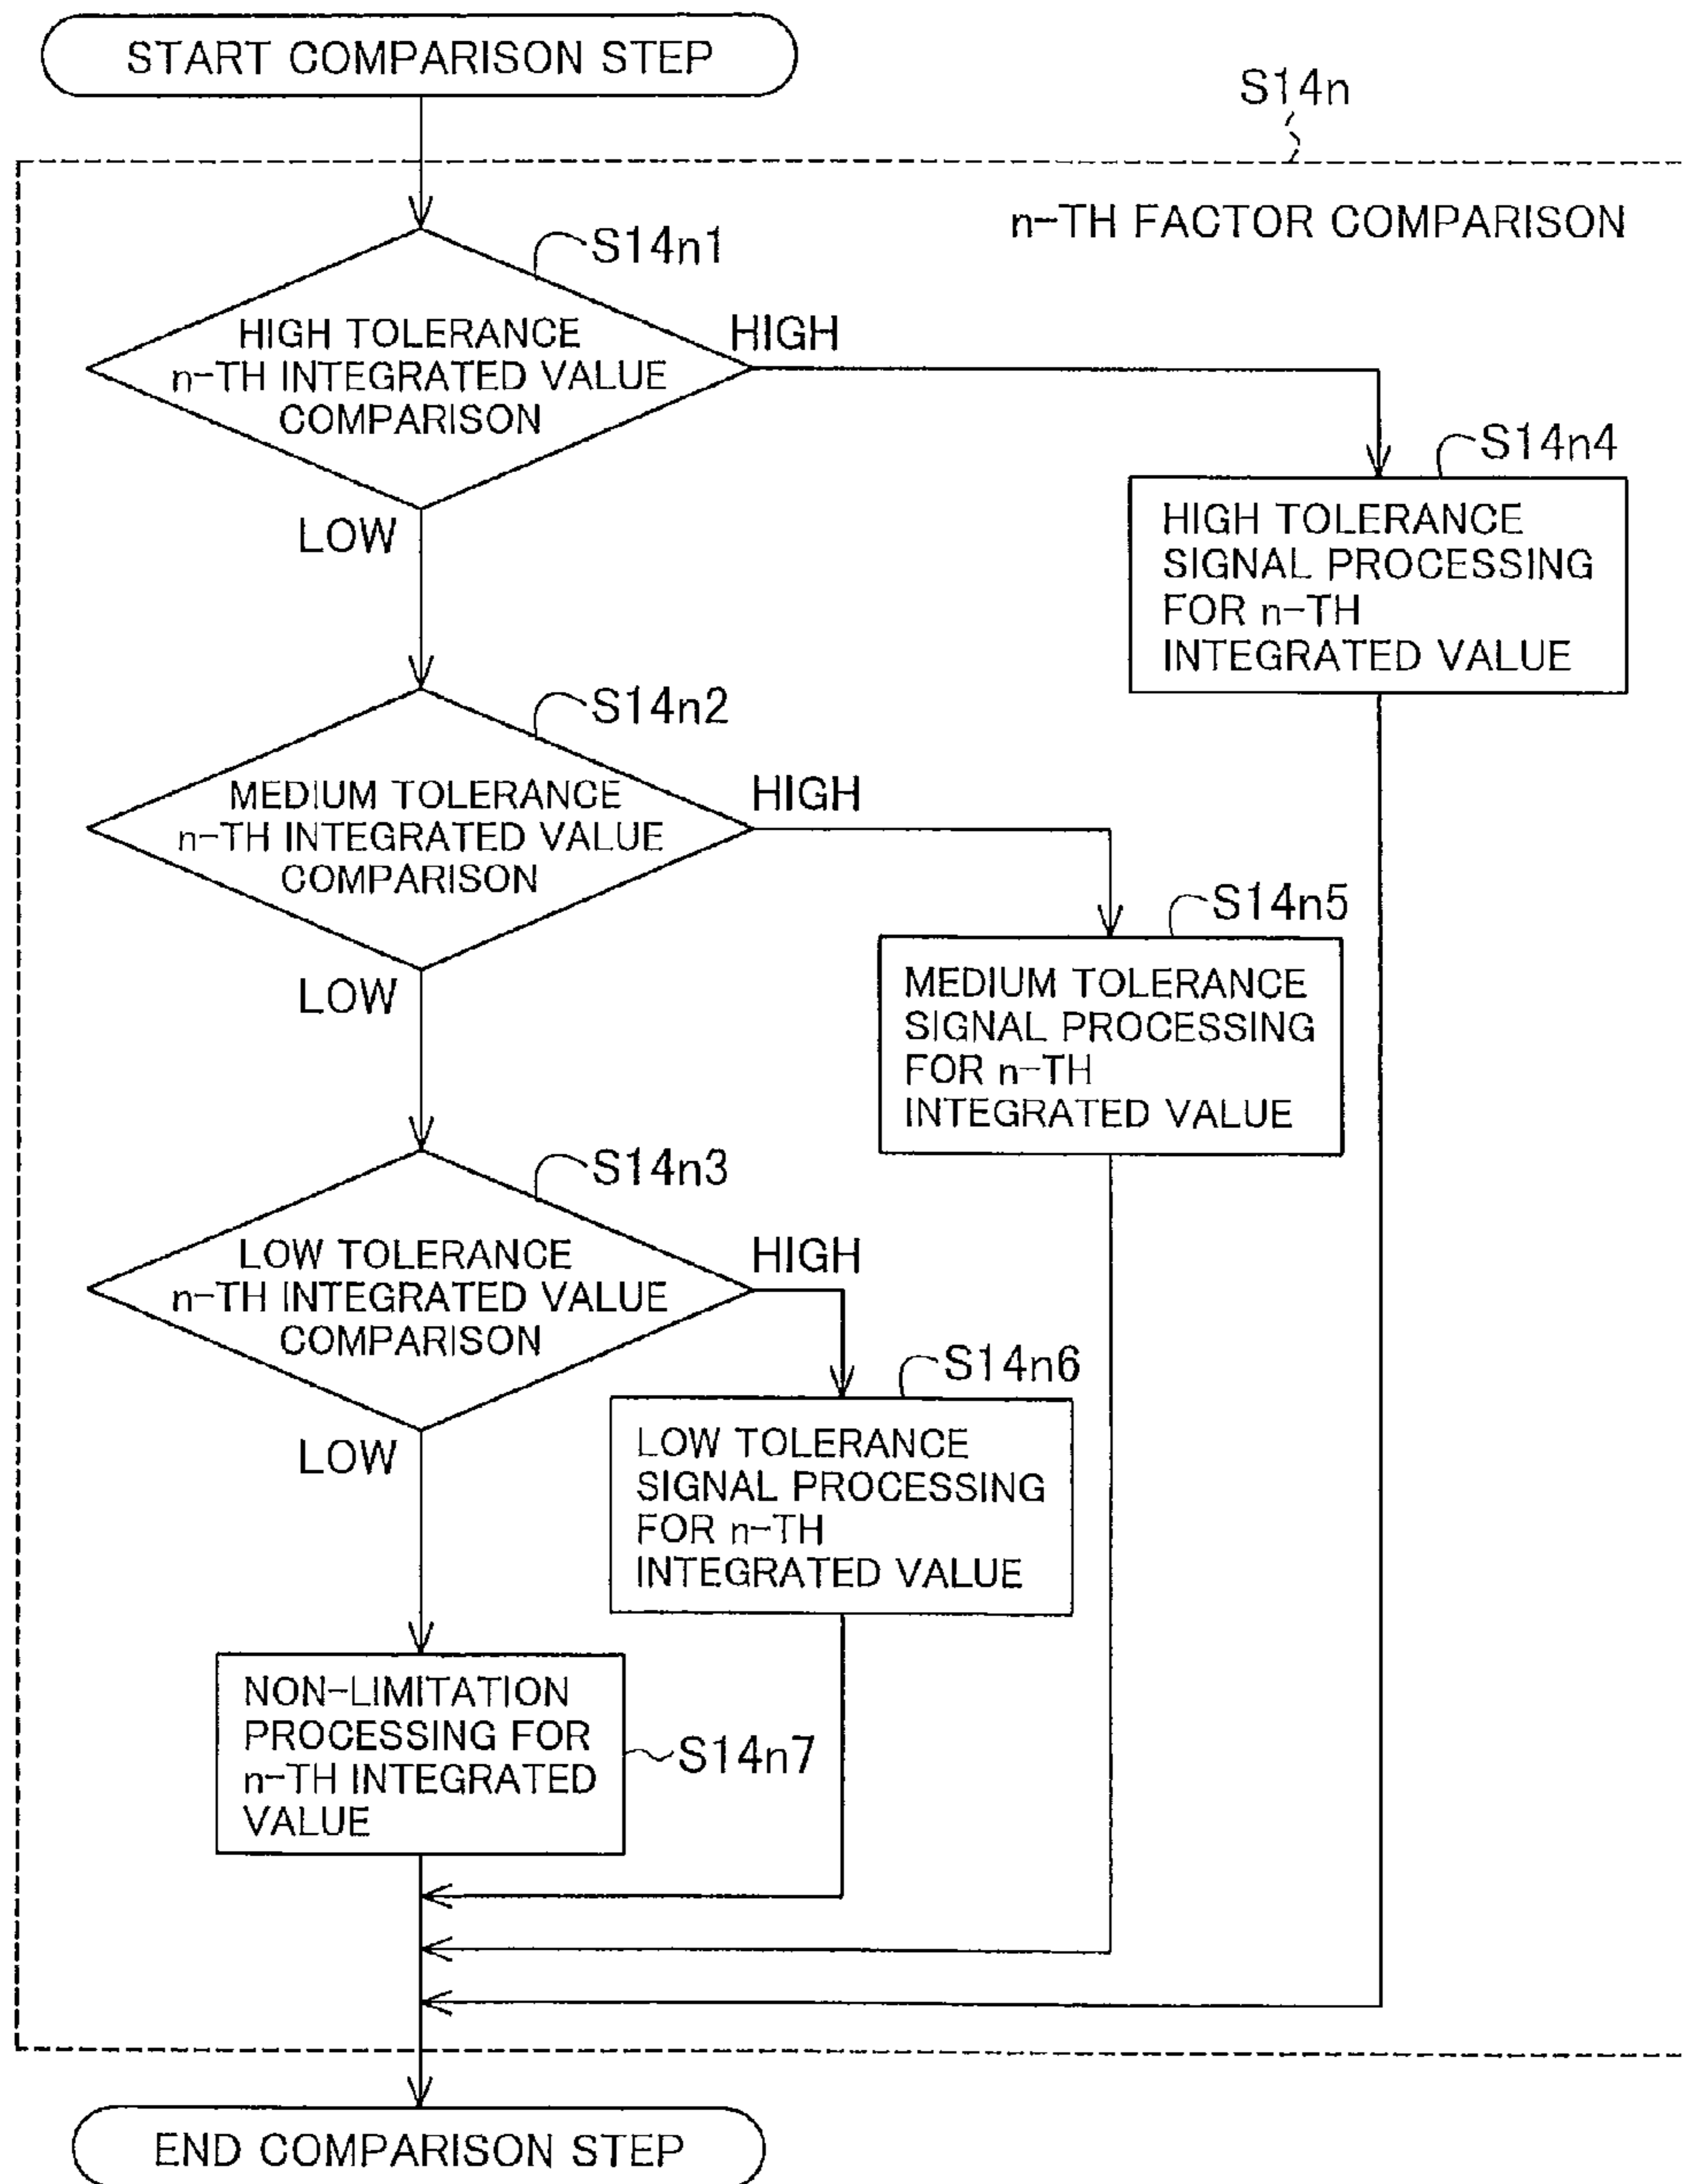 START COMPARISON STEP
S14n
n-TH FACTOR COMPARISON
S14n1
HIGH TOLERANCE
n-TH INTEGRATED VALUE
COMPARISON
HIGH
LOW
S14n4
HIGH TOLERANCE
SIGNAL PROCESSING
FOR n-TH
INTEGRATED VALUE
S14n2
MEDIUM TOLERANCE
n-TH INTEGRATED VALUE
COMPARISON
HIGH
LOW
S14n5
MEDIUM TOLERANCE
SIGNAL PROCESSING
FOR n-TH
INTEGRATED VALUE
S14n3
LOW TOLERANCE
n-TH INTEGRATED VALUE
COMPARISON
HIGH
LOW
S14n6
LOW TOLERANCE
SIGNAL PROCESSING
FOR n-TH
INTEGRATED VALUE
NON-LIMITATION
PROCESSING FOR
n-TH INTEGRATED
VALUE
S14n7
END COMPARISON STEP